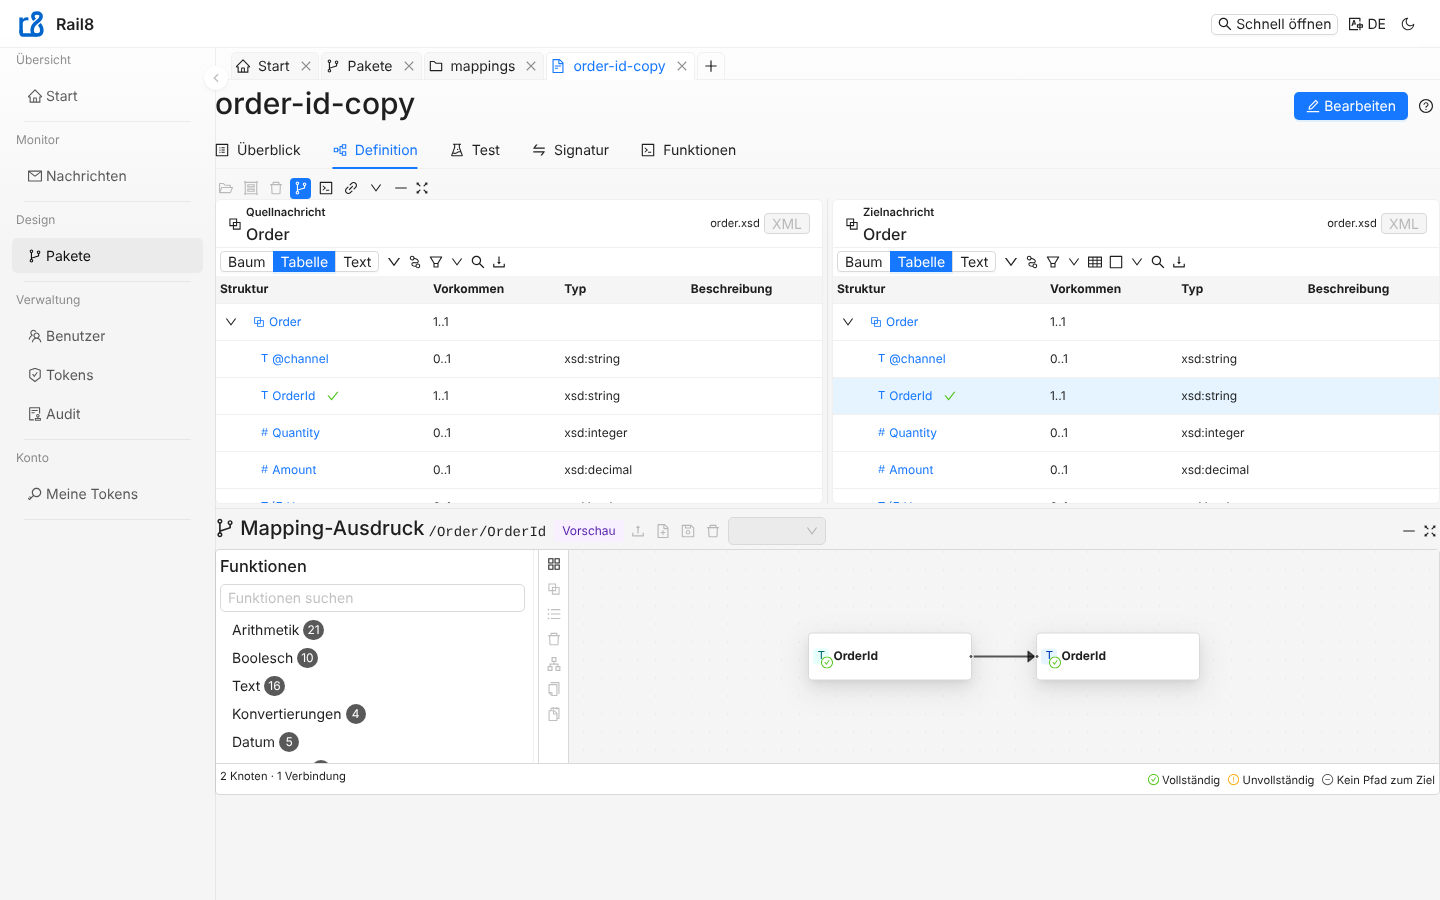 Rail8
Schnell öffnen
DE
Übersicht
Start
Monitor
Nachrichten
Design
Pakete
Verwaltung
Benutzer
Tokens
Audit
Konto
Meine Tokens
Start
Pakete
mappings
order-id-copy
order-id-copy
Bearbeiten
Überblick
Definition
Test
Signatur
Funktionen
Quellnachricht
Order
order.xsd
XML
Baum
Tabelle
Text
Struktur Vorkommen Typ Beschreibung
Order 1..1
T @channel 0..1 xsd:string
T OrderId 1..1 xsd:string
# Quantity 0..1 xsd:integer
# Amount 0..1 xsd:decimal
Zielnachricht
Order
order.xsd
XML
Baum
Tabelle
Text
Struktur Vorkommen Typ Beschreibung
Order 1..1
T @channel 0..1 xsd:string
T OrderId 1..1 xsd:string
# Quantity 0..1 xsd:integer
# Amount 0..1 xsd:decimal
Mapping-Ausdruck /Order/OrderId Vorschau
Funktionen
Funktionen suchen
Arithmetik 21
Boolesch 10
Text 16
Konvertierungen 4
Datum 5
T OrderId
T OrderId
2 Knoten · 1 Verbindung
Vollständig
Unvollständig
Kein Pfad zum Ziel